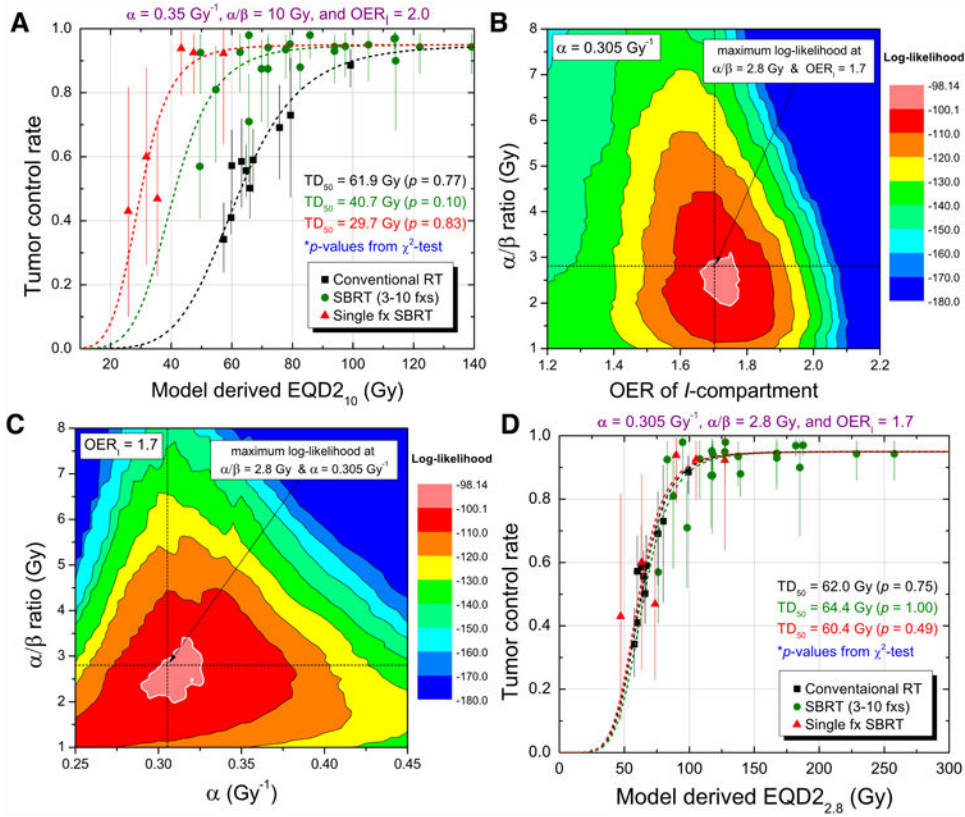 A
α = 0.35 Gy⁻¹, α/β = 10 Gy, and OER_I = 2.0
Tumor control rate
1.0
0.8
0.6
0.4
0.2
0.0
TD₅₀ = 61.9 Gy (p = 0.77)
TD₅₀ = 40.7 Gy (p = 0.10)
TD₅₀ = 29.7 Gy (p = 0.83)
*p-values from χ²-test
Conventional RT
SBRT (3-10 fxs)
Single fx SBRT
20 40 60 80 100 120 140
Model derived EQD2₁₀ (Gy)
B
α = 0.305 Gy⁻¹
maximum log-likelihood at
α/β = 2.8 Gy & OER_I = 1.7
α/β ratio (Gy)
8
7
6
5
4
3
2
1
1.2 1.4 1.6 1.8 2.0 2.2
OER of I-compartment
Log-likelihood
-98.14
-100.1
-110.0
-120.0
-130.0
-140.0
-150.0
-160.0
-170.0
-180.0
C
OER_I = 1.7
maximum log-likelihood at
α/β = 2.8 Gy & α = 0.305 Gy⁻¹
α/β ratio (Gy)
8
7
6
5
4
3
2
1
0.25 0.30 0.35 0.40 0.45
α (Gy⁻¹)
Log-likelihood
-98.14
-100.1
-110.0
-120.0
-130.0
-140.0
-150.0
-160.0
-170.0
-180.0
D
α = 0.305 Gy⁻¹, α/β = 2.8 Gy, and OER_I = 1.7
Tumor control rate
1.0
0.8
0.6
0.4
0.2
0.0
TD₅₀ = 62.0 Gy (p = 0.75)
TD₅₀ = 64.4 Gy (p = 1.00)
TD₅₀ = 60.4 Gy (p = 0.49)
*p-values from χ²-test
Conventaional RT
SBRT (3-10 fxs)
Single fx SBRT
0 50 100 150 200 250 300
Model derived EQD2₂.₈ (Gy)